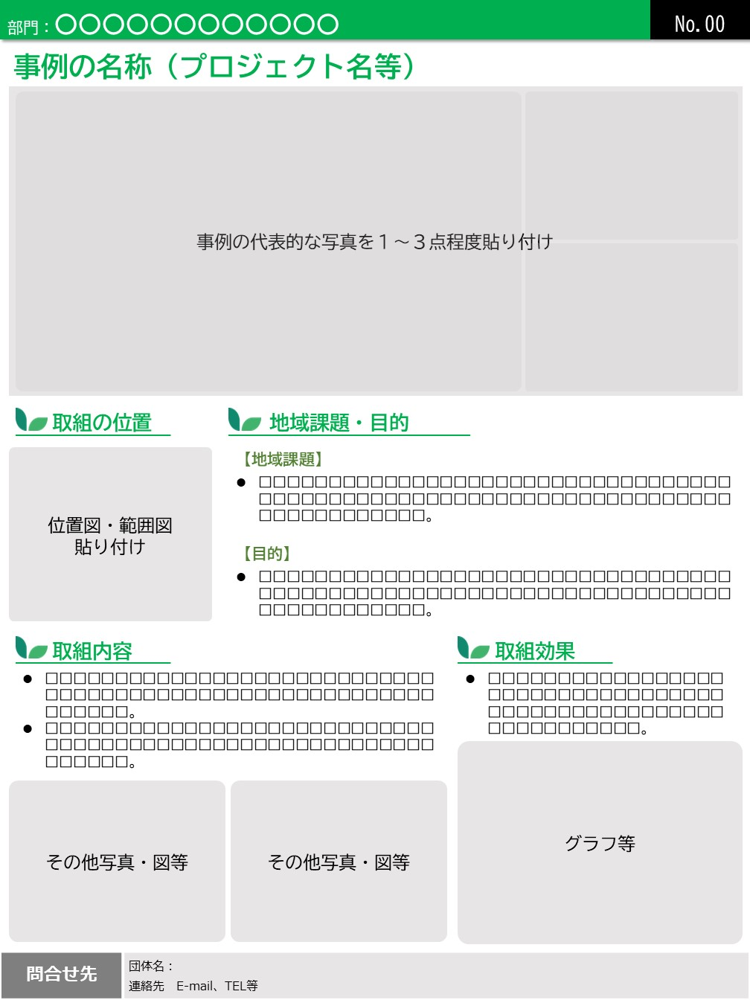 部門：〇〇〇〇〇〇〇〇〇〇〇〇
No.00
事例の名称（プロジェクト名等）
事例の代表的な写真を１～３点程度貼り付け
取組の位置
位置図・範囲図
貼り付け
地域課題・目的
【地域課題】
● □□□□□□□□□□□□□□□□□□□□□□□□□□□□□□□□□□
□□□□□□□□□□□□□□□□□□□□□□□□□□□□□□□□□□
□□□□□□□□□□□□。
【目的】
● □□□□□□□□□□□□□□□□□□□□□□□□□□□□□□□□□□
□□□□□□□□□□□□□□□□□□□□□□□□□□□□□□□□□□
□□□□□□□□□□□□。
取組内容
● □□□□□□□□□□□□□□□□□□□□□□□□□□□□
□□□□□□□□□□□□□□□□□□□□□□□□□□□□
□□□□□□。
● □□□□□□□□□□□□□□□□□□□□□□□□□□□□
□□□□□□□□□□□□□□□□□□□□□□□□□□□□
□□□□□□。
その他写真・図等
その他写真・図等
取組効果
● □□□□□□□□□□□□□□□□□
□□□□□□□□□□□□□□□□□
□□□□□□□□□□□□□□□□□
□□□□□□□□□□□。
グラフ等
問合せ先
団体名：
連絡先　E-mail、TEL等